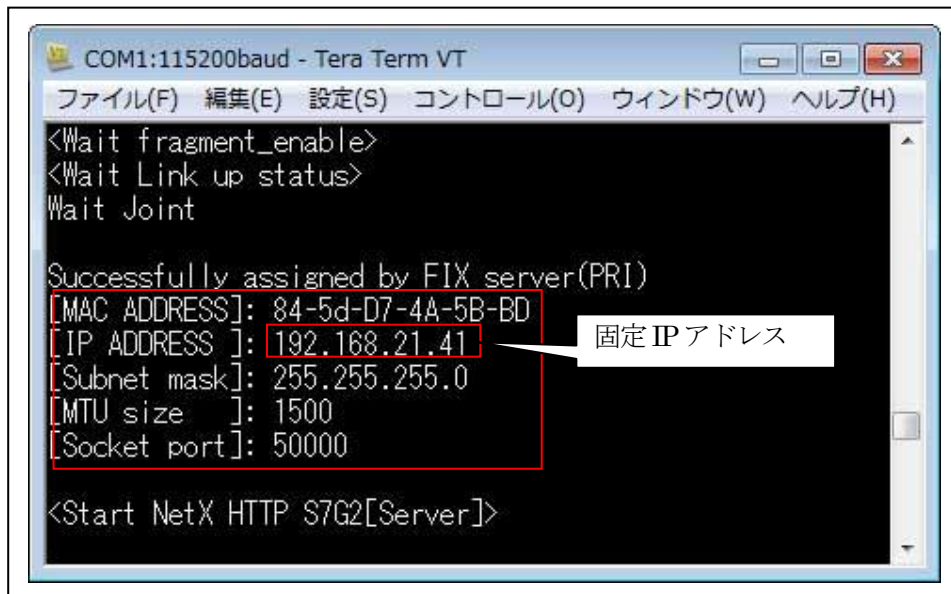 COM1:115200baud - Tera Term VT
ファイル(F) 編集(E) 設定(S) コントロール(O) ウィンドウ(W) ヘルプ(H)
<Wait fragment_enable>
<Wait Link up status>
Wait Joint
Successfully assigned by FIX server(PRI)
[MAC ADDRESS]: 84-5d-D7-4A-5B-BD
[IP ADDRESS ]: 192.168.21.41
固定 IP アドレス
[Subnet mask]: 255.255.255.0
[MTU size   ]: 1500
[Socket port]: 50000
<Start NetX HTTP S7G2[Server]>